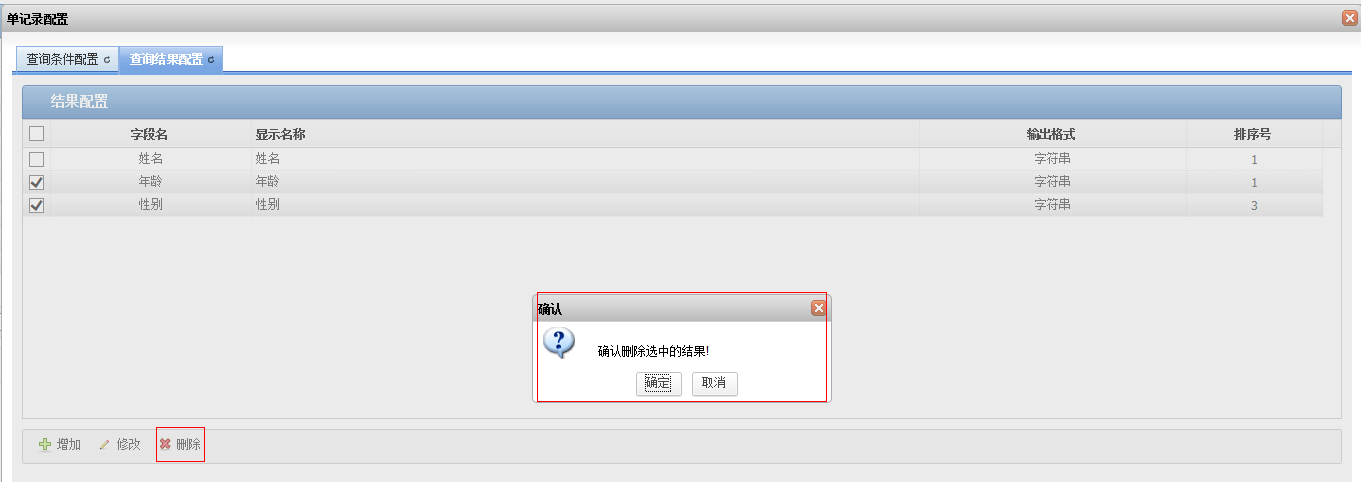 单记录配置
查询条件配置 查询结果配置
结果配置
字段名 显示名称 输出格式 排序号
姓名 姓名 字符串 1
年龄 年龄 字符串 1
性别 性别 字符串 3
确认
确认删除选中的结果!
确定 取消
增加 修改 删除